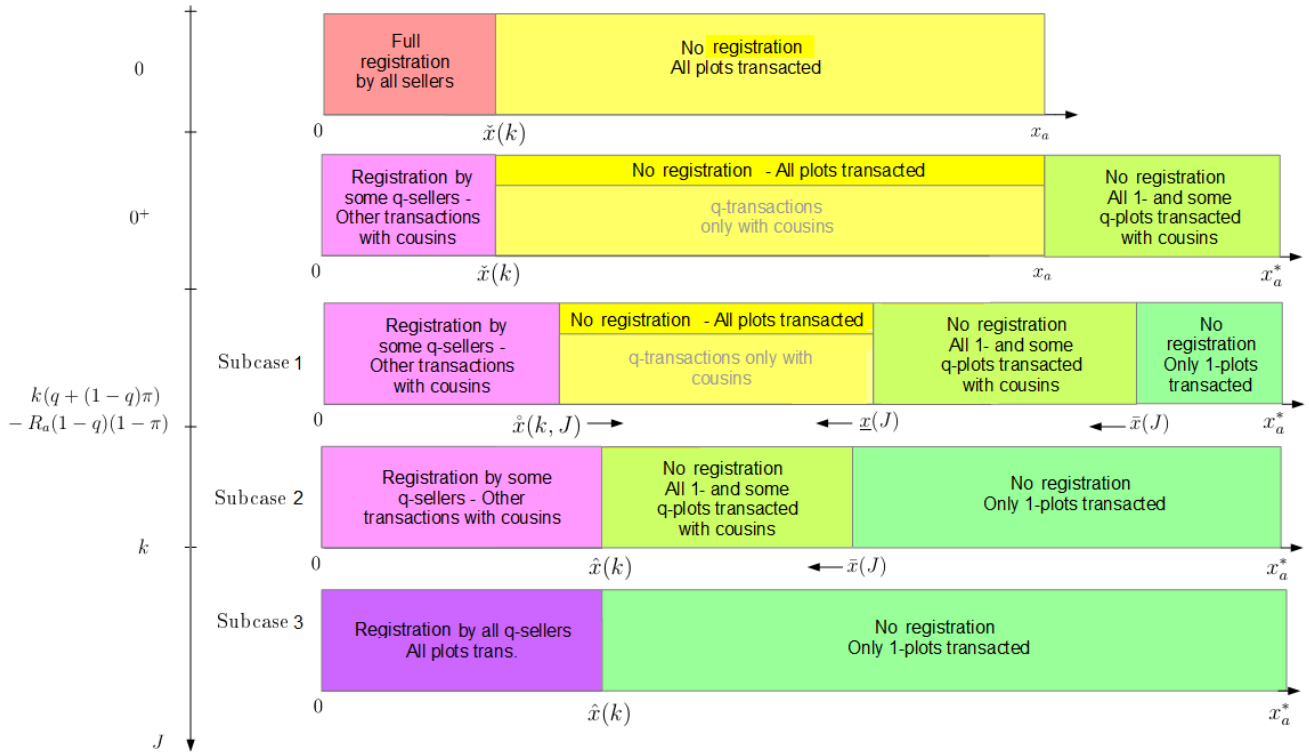 Full
registration
by all sellers
No registration
All plots transacted
0
0
x̌(k)
x_a
Registration by
some q-sellers -
Other transactions
with cousins
No registration - All plots transacted
q-transactions
only with cousins
No registration
All 1- and some
q-plots transacted
with cousins
0⁺
0
x̌(k)
x_a
x_a^*
Subcase 1
Registration by
some q-sellers -
Other transactions
with cousins
No registration - All plots transacted
q-transactions only with
cousins
No registration
All 1- and some
q-plots transacted
with cousins
No
registration
Only 1-plots
transacted
k(q + (1 − q)π)
− R_a(1 − q)(1 − π)
0
x̊(k, J) →
← x̲(J)
← x̄(J)
x_a^*
Subcase 2
Registration by some
q-sellers - Other
transactions with cousins
No registration
All 1- and some
q-plots transacted
with cousins
No registration
Only 1-plots transacted
k
0
x̂(k)
← x̄(J)
x_a^*
Subcase 3
Registration by all q-sellers
All plots trans.
No registration
Only 1-plots transacted
0
x̂(k)
x_a^*
J